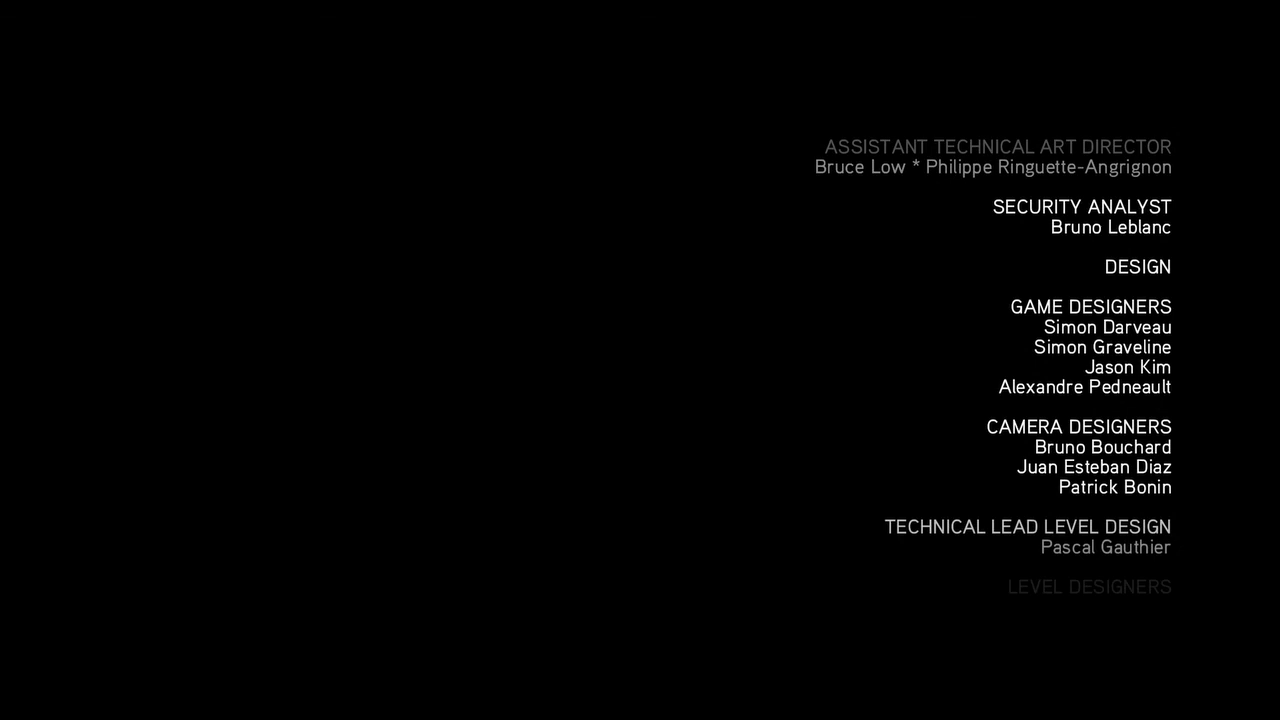 ASSISTANT TECHNICAL ART DIRECTOR
Bruce Low * Philippe Ringuette-Angrignon
SECURITY ANALYST
Bruno Leblanc
DESIGN
GAME DESIGNERS
Simon Darveau
Simon Graveline
Jason Kim
Alexandre Pedneault
CAMERA DESIGNERS
Bruno Bouchard
Juan Esteban Diaz
Patrick Bonin
TECHNICAL LEAD LEVEL DESIGN
Pascal Gauthier
LEVEL DESIGNERS